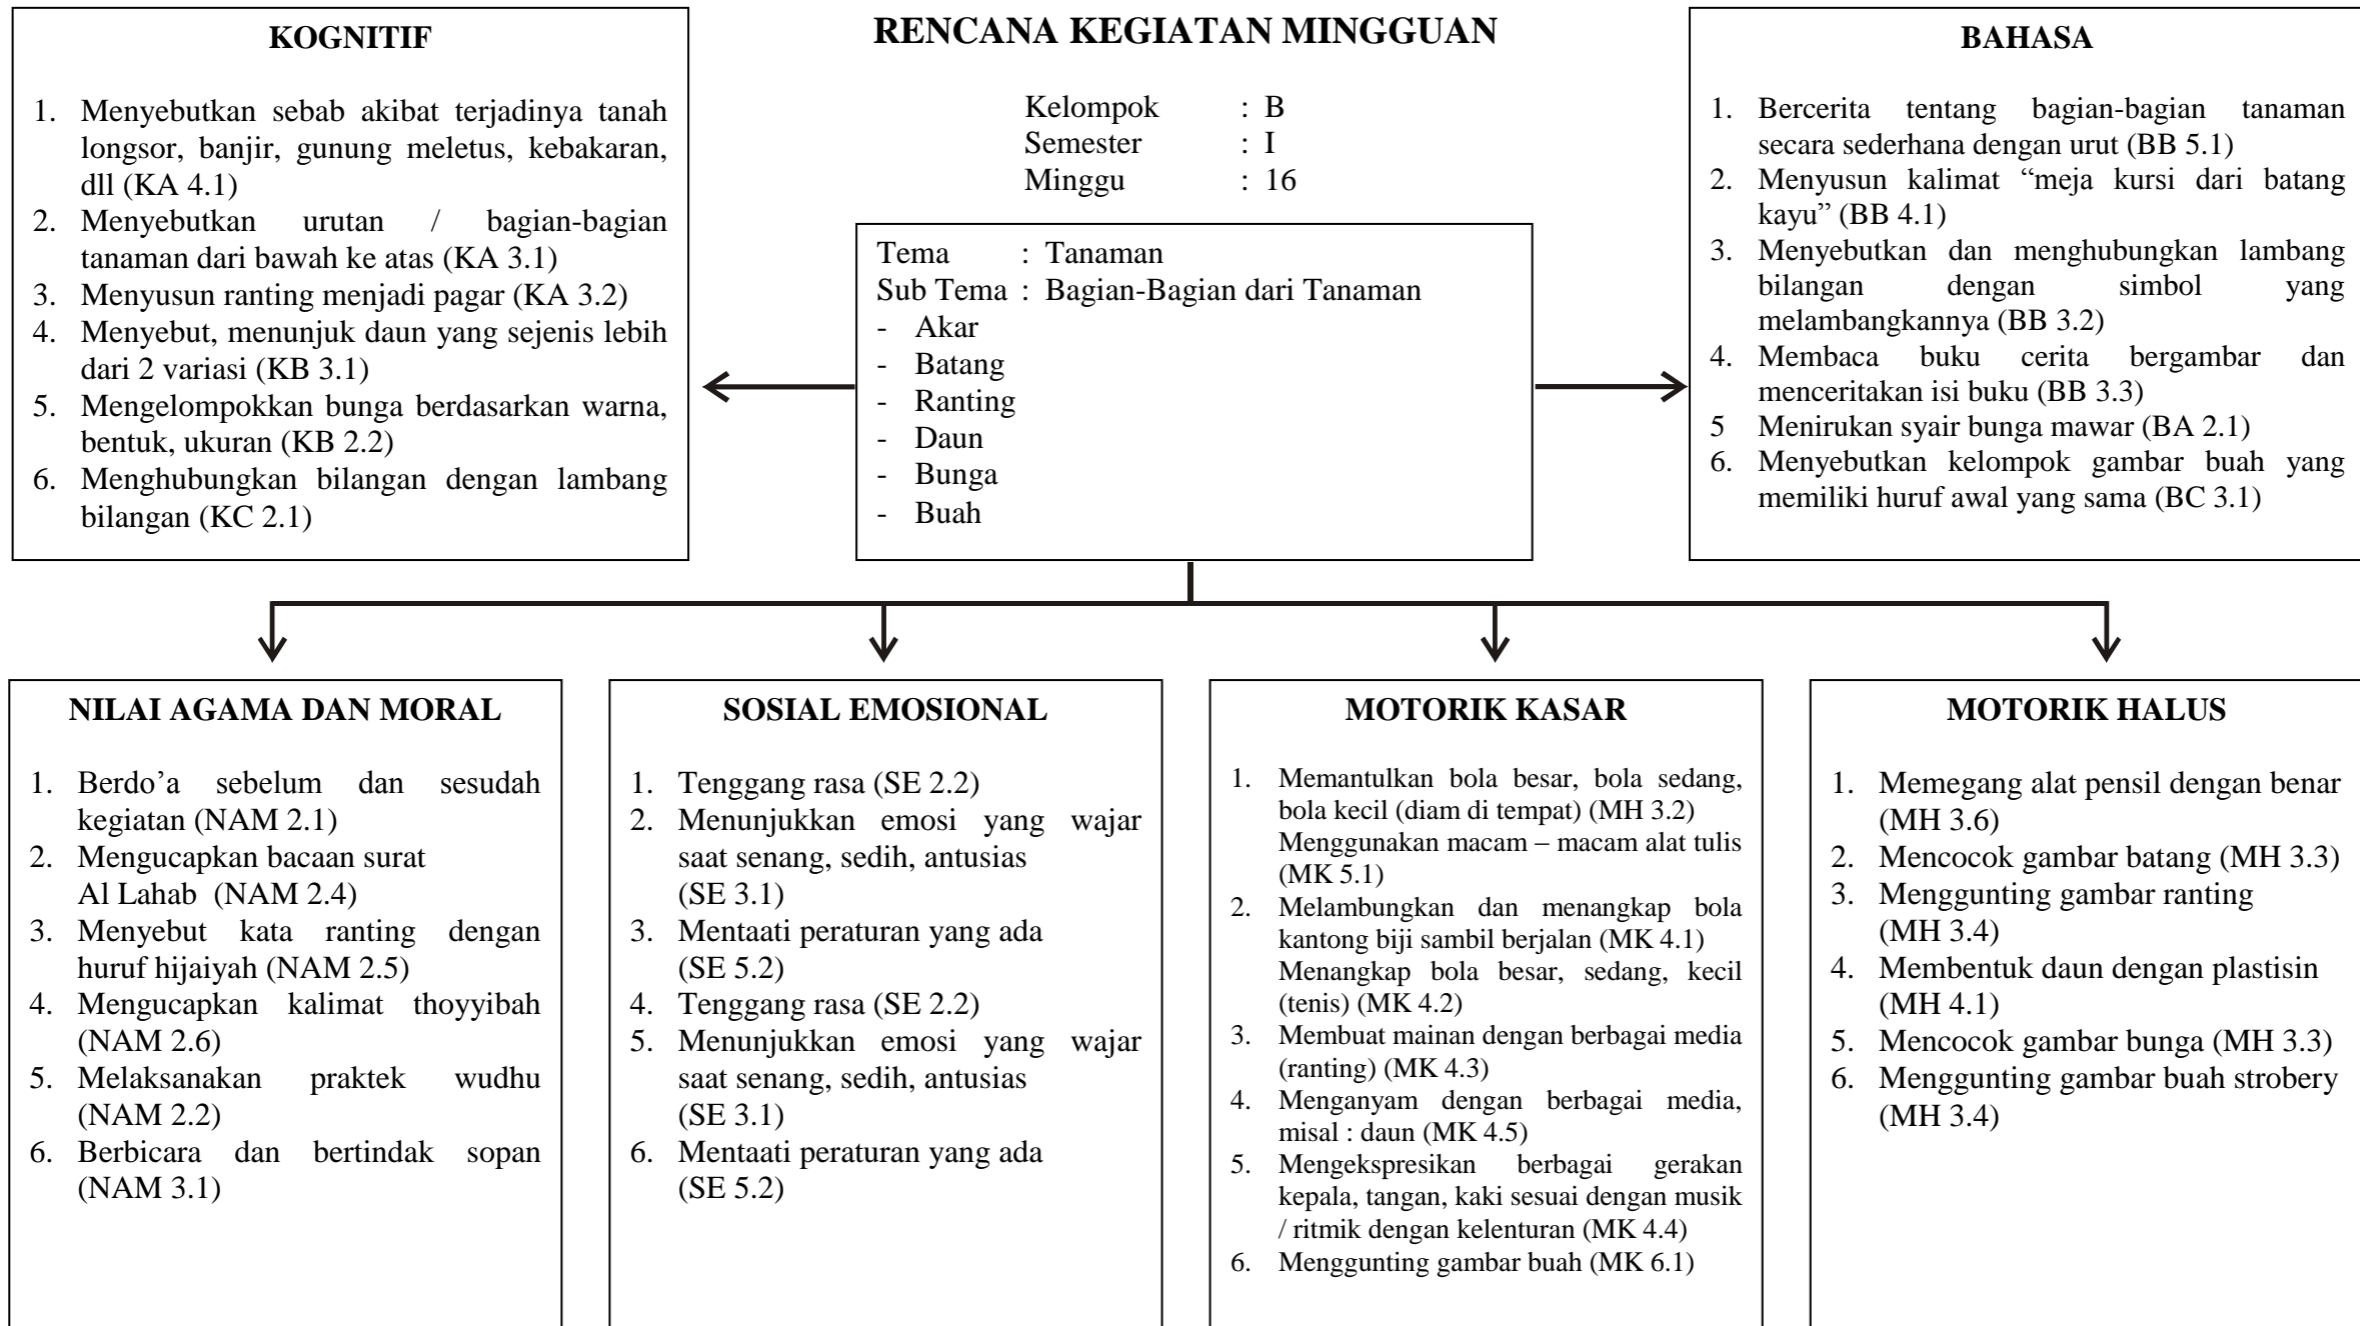 RENCANA KEGIATAN MINGGUAN
Kelompok : B
Semester : I
Minggu : 16
KOGNITIF
1. Menyebutkan sebab akibat terjadinya tanah
longsor, banjir, gunung meletus, kebakaran,
dll (KA 4.1)
2. Menyebutkan urutan / bagian-bagian
tanaman dari bawah ke atas (KA 3.1)
3. Menyusun ranting menjadi pagar (KA 3.2)
4. Menyebut, menunjuk daun yang sejenis lebih
dari 2 variasi (KB 3.1)
5. Mengelompokkan bunga berdasarkan warna,
bentuk, ukuran (KB 2.2)
6. Menghubungkan bilangan dengan lambang
bilangan (KC 2.1)
Tema : Tanaman
Sub Tema : Bagian-Bagian dari Tanaman
- Akar
- Batang
- Ranting
- Daun
- Bunga
- Buah
BAHASA
1. Bercerita tentang bagian-bagian tanaman
secara sederhana dengan urut (BB 5.1)
2. Menyusun kalimat “meja kursi dari batang
kayu” (BB 4.1)
3. Menyebutkan dan menghubungkan lambang
bilangan dengan simbol yang
melambangkannya (BB 3.2)
4. Membaca buku cerita bergambar dan
menceritakan isi buku (BB 3.3)
5 Menirukan syair bunga mawar (BA 2.1)
6. Menyebutkan kelompok gambar buah yang
memiliki huruf awal yang sama (BC 3.1)
NILAI AGAMA DAN MORAL
1. Berdo’a sebelum dan sesudah
kegiatan (NAM 2.1)
2. Mengucapkan bacaan surat
Al Lahab (NAM 2.4)
3. Menyebut kata ranting dengan
huruf hijaiyah (NAM 2.5)
4. Mengucapkan kalimat thoyyibah
(NAM 2.6)
5. Melaksanakan praktek wudhu
(NAM 2.2)
6. Berbicara dan bertindak sopan
(NAM 3.1)
SOSIAL EMOSIONAL
1. Tenggang rasa (SE 2.2)
2. Menunjukkan emosi yang wajar
saat senang, sedih, antusias
(SE 3.1)
3. Mentaati peraturan yang ada
(SE 5.2)
4. Tenggang rasa (SE 2.2)
5. Menunjukkan emosi yang wajar
saat senang, sedih, antusias
(SE 3.1)
6. Mentaati peraturan yang ada
(SE 5.2)
MOTORIK KASAR
1. Memantulkan bola besar, bola sedang,
bola kecil (diam di tempat) (MH 3.2)
Menggunakan macam – macam alat tulis
(MK 5.1)
2. Melambungkan dan menangkap bola
kantong biji sambil berjalan (MK 4.1)
Menangkap bola besar, sedang, kecil
(tenis) (MK 4.2)
3. Membuat mainan dengan berbagai media
(ranting) (MK 4.3)
4. Menganyam dengan berbagai media,
misal : daun (MK 4.5)
5. Mengekspresikan berbagai gerakan
kepala, tangan, kaki sesuai dengan musik
/ ritmik dengan kelenturan (MK 4.4)
6. Menggunting gambar buah (MK 6.1)
MOTORIK HALUS
1. Memegang alat pensil dengan benar
(MH 3.6)
2. Mencocok gambar batang (MH 3.3)
3. Menggunting gambar ranting
(MH 3.4)
4. Membentuk daun dengan plastisin
(MH 4.1)
5. Mencocok gambar bunga (MH 3.3)
6. Menggunting gambar buah strobery
(MH 3.4)